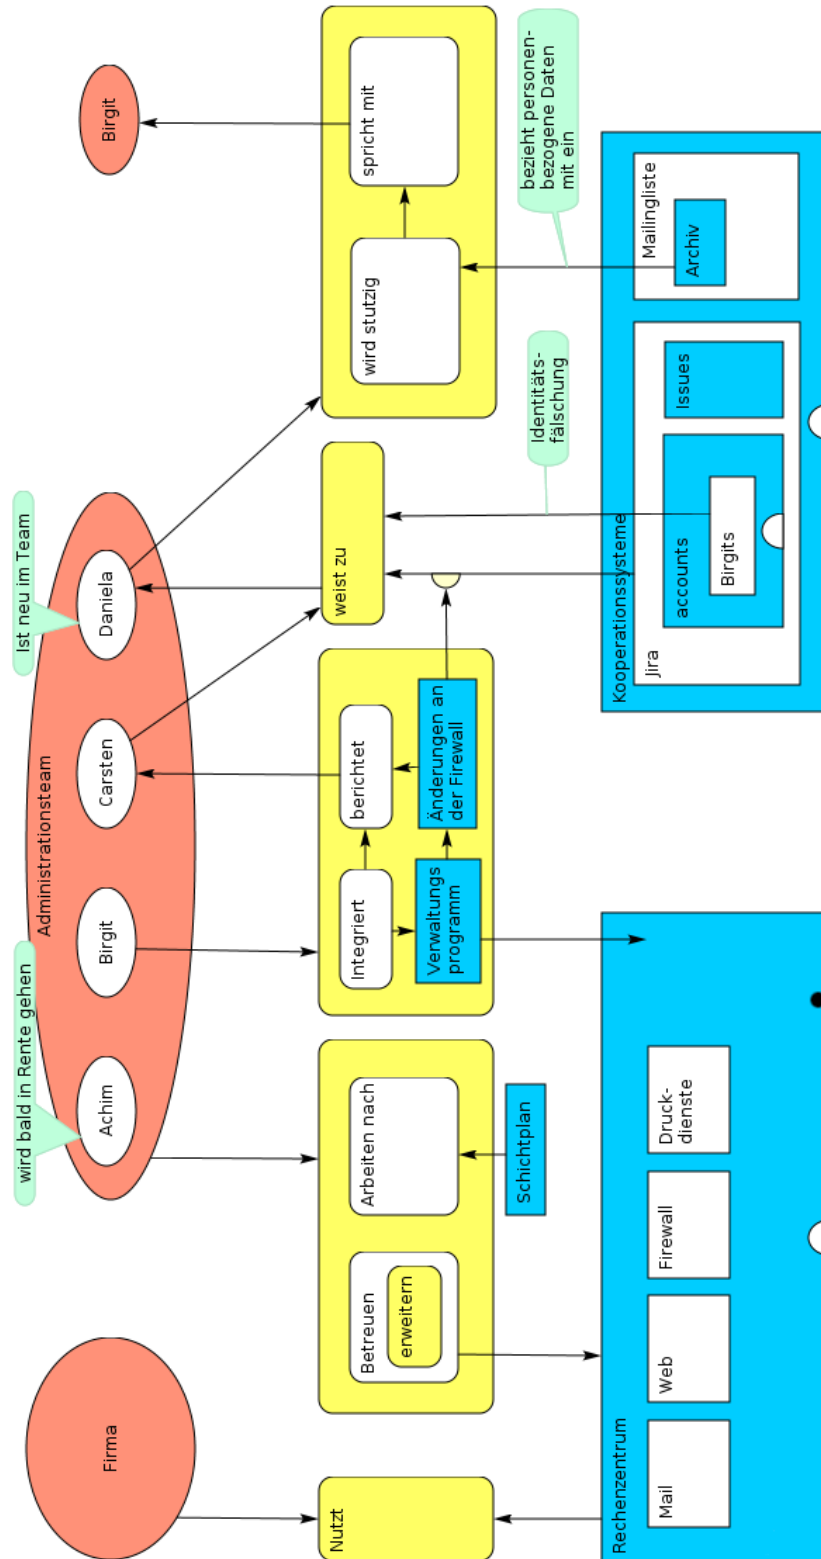 wird bald in Rente gehen
Ist neu im Team
Firma
Administrationsteam
Achim
Birgit
Carsten
Daniela
Birgit
Nutzt
Betreuen
erweitern
Arbeiten nach
Integriert
berichtet
Verwaltungs
programm
Änderungen an
der Firewall
weist zu
wird stutzig
spricht mit
Schichtplan
Identitäts-
fälschung
bezieht personen-
bezogene Daten
mit ein
Rechenzentrum
Mail
Web
Firewall
Druck-
dienste
Kooperationssysteme
Jira
accounts
Birgits
Issues
Mailingliste
Archiv